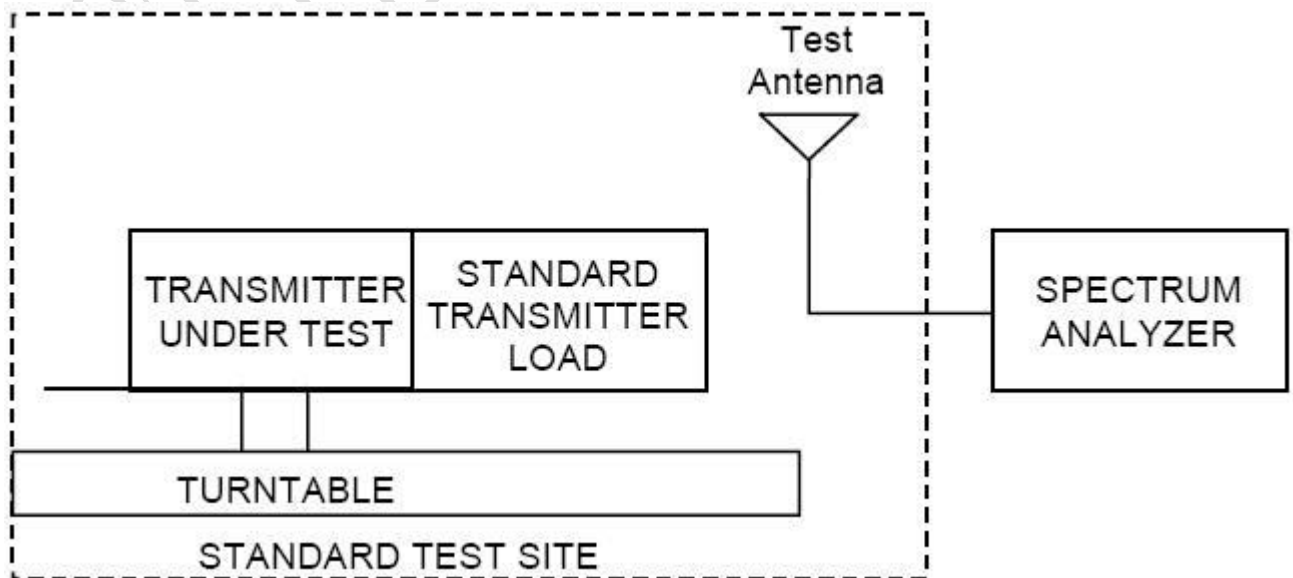 Test
Antenna
TRANSMITTER
UNDER TEST
STANDARD
TRANSMITTER
LOAD
SPECTRUM
ANALYZER
TURNTABLE
STANDARD TEST SITE